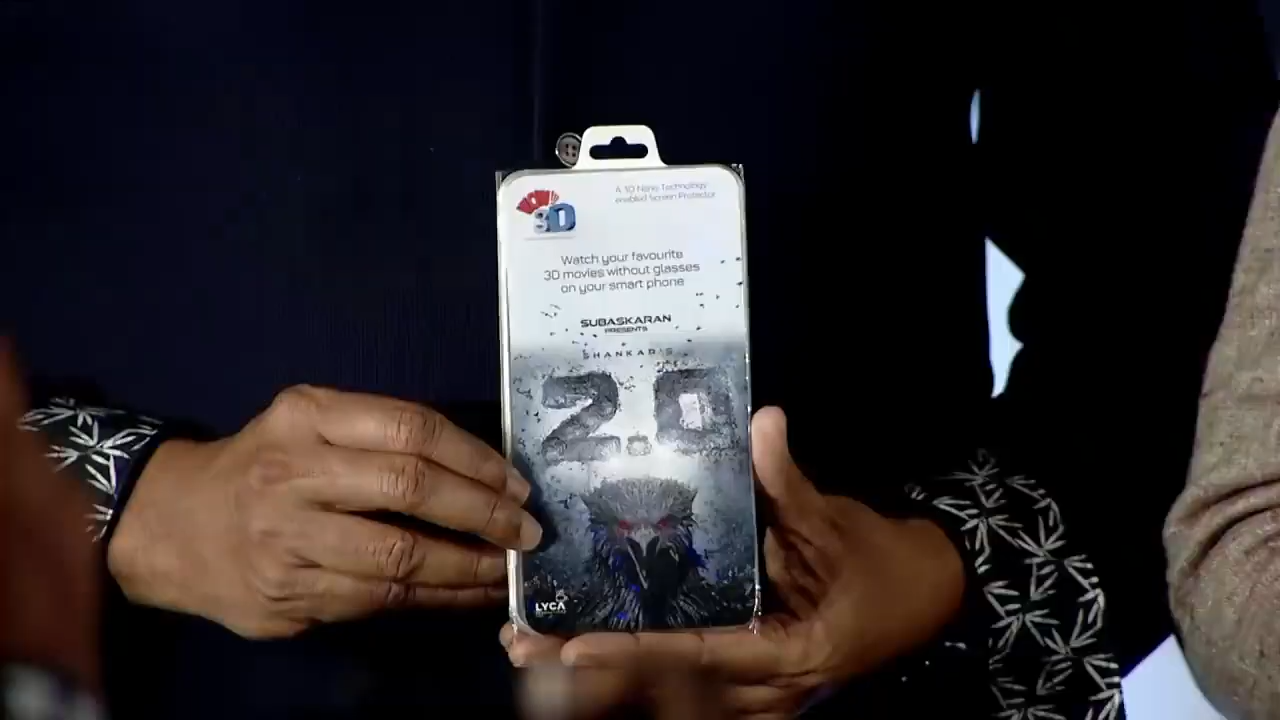 3D
A 3D Nano Technology
enabled Screen Protector
Watch your favourite
3D movies without glasses
on your smart phone
SUBASKARAN
PRESENTS
SHANKAR'S
2.0
LYCA